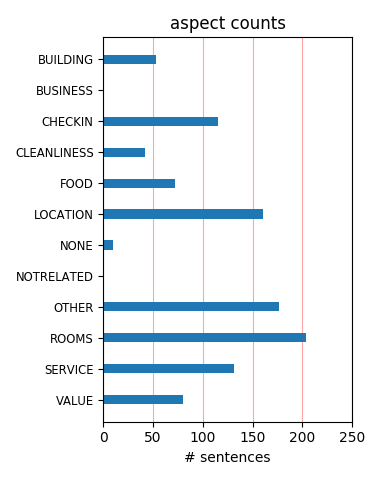 aspect counts
BUILDING
BUSINESS
CHECKIN
CLEANLINESS
FOOD
LOCATION
NONE
NOTRELATED
OTHER
ROOMS
SERVICE
VALUE
0 50 100 150 200 250
# sentences